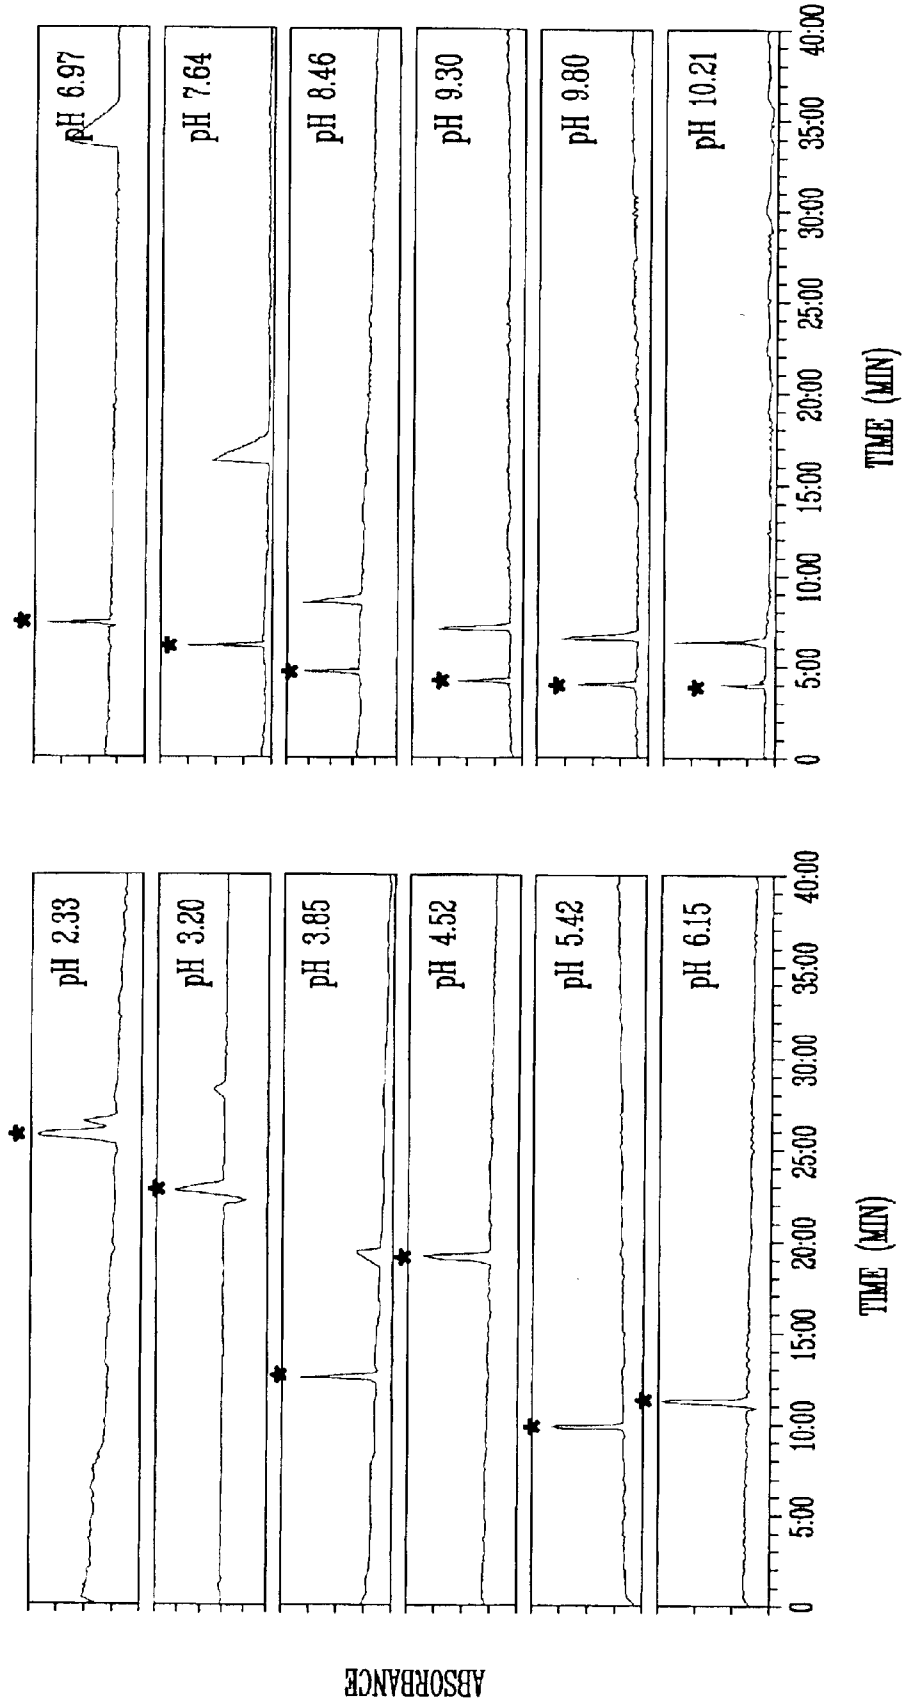 ABSORBANCE
*
pH 2.33
*
pH 3.20
*
pH 3.85
*
pH 4.52
*
pH 5.42
*
pH 6.15
0 5:00 10:00 15:00 20:00 25:00 30:00 35:00 40:00
TIME (MIN)
*
pH 6.97
*
pH 7.64
*
pH 8.46
*
pH 9.30
*
pH 9.80
*
pH 10.21
0 5:00 10:00 15:00 20:00 25:00 30:00 35:00 40:00
TIME (MIN)